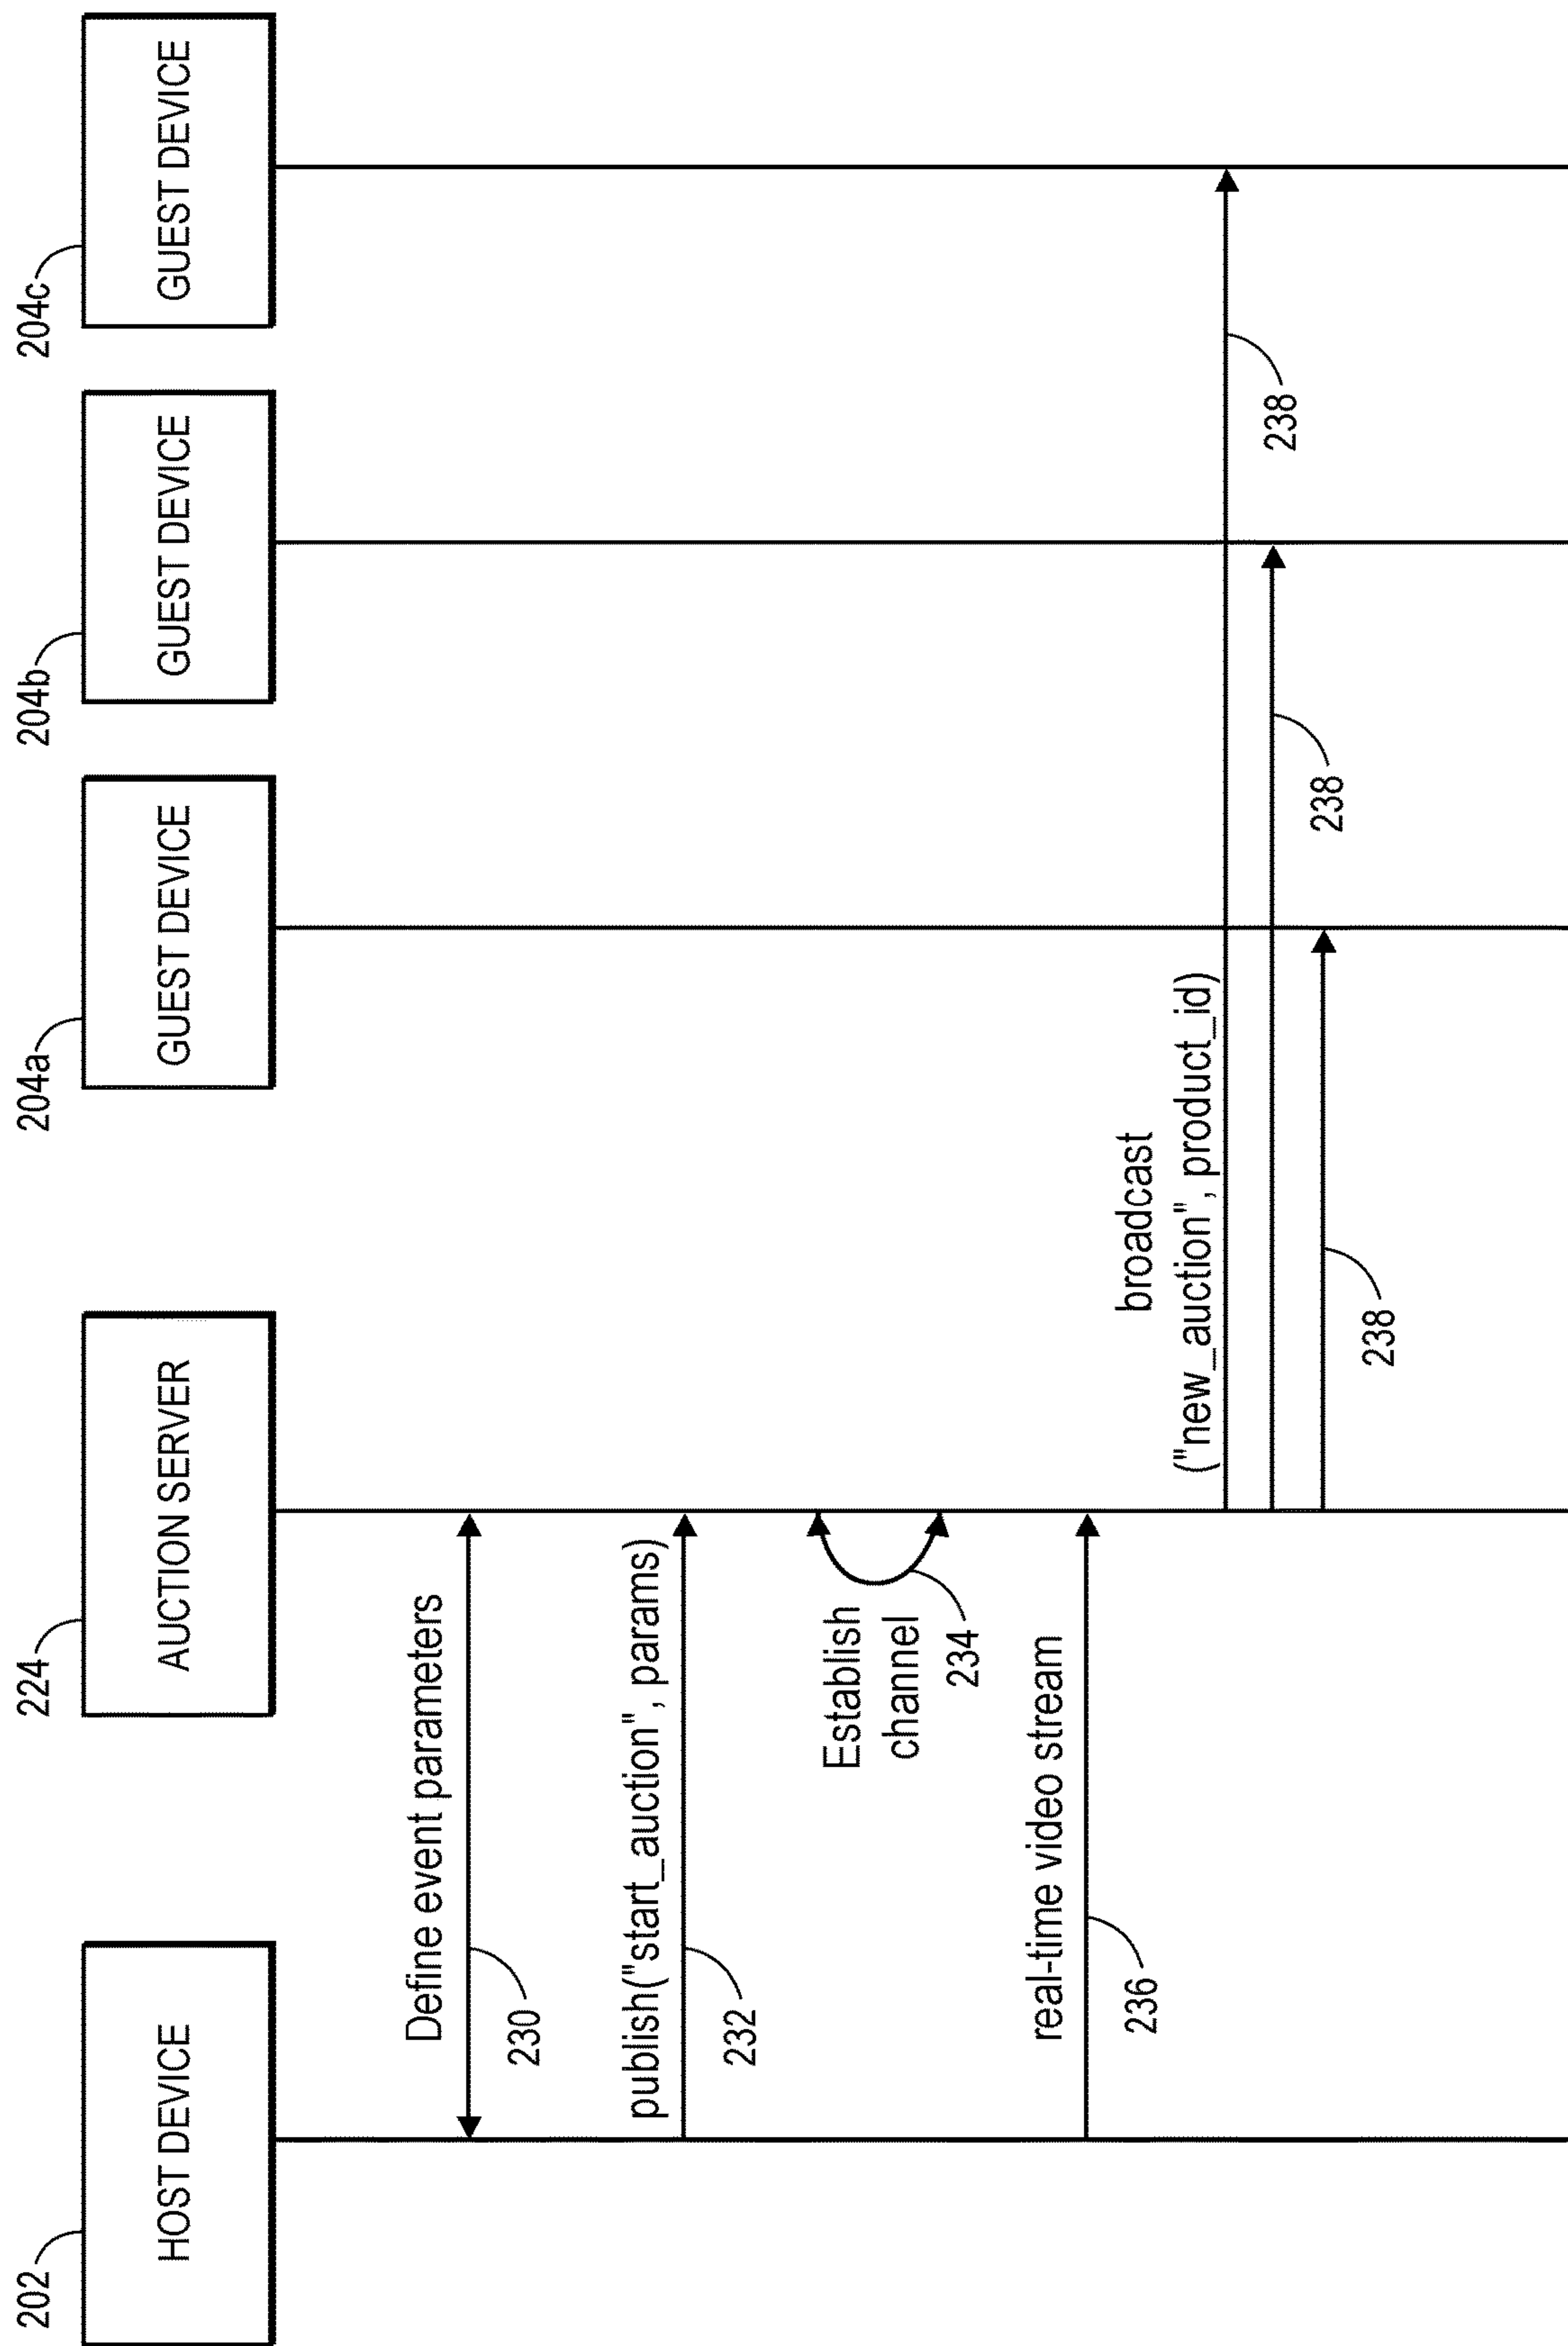 202
224
204a
204b
204c
HOST DEVICE
AUCTION SERVER
GUEST DEVICE
GUEST DEVICE
GUEST DEVICE
Define event parameters
230
publish("start_auction", params)
232
Establish
channel
234
real-time video stream
236
broadcast
("new_auction", product_id)
238
238
238